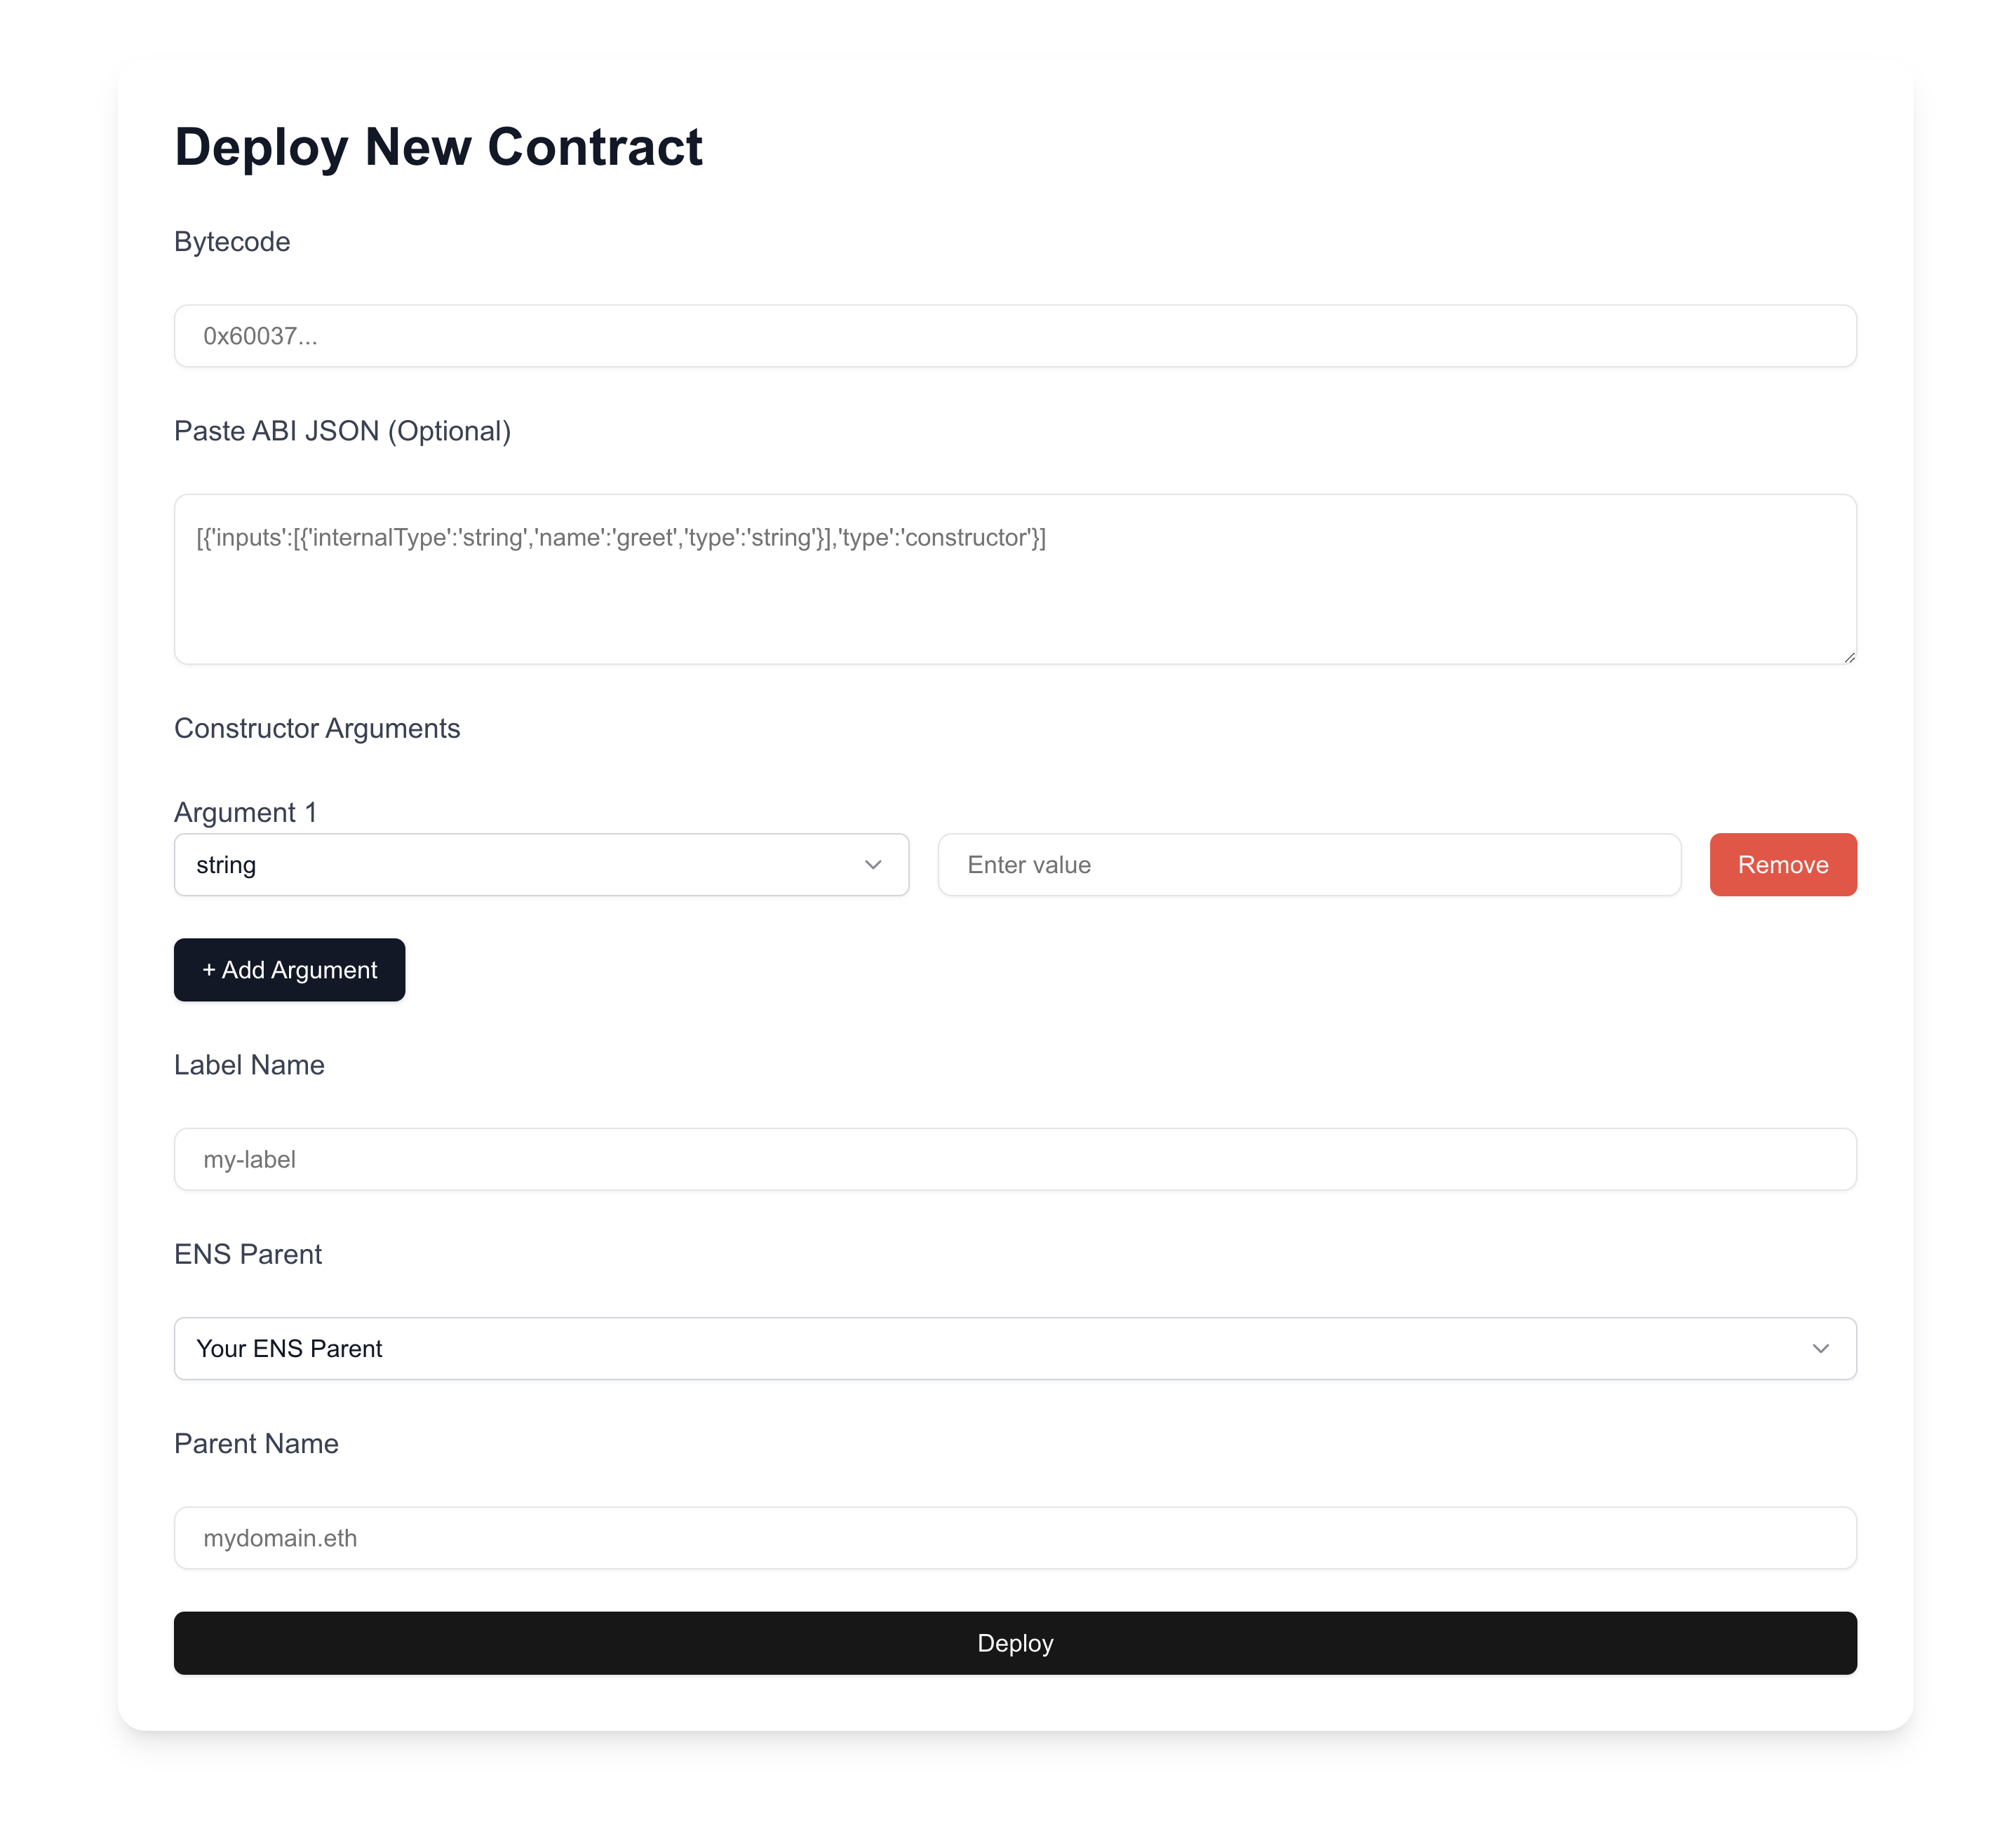 Deploy New Contract
Bytecode
0x60037...
Paste ABI JSON (Optional)
[{'inputs':[{'internalType':'string','name':'greet','type':'string'}],'type':'constructor'}]
Constructor Arguments
Argument 1
string
Enter value
Remove
+ Add Argument
Label Name
my-label
ENS Parent
Your ENS Parent
Parent Name
mydomain.eth
Deploy